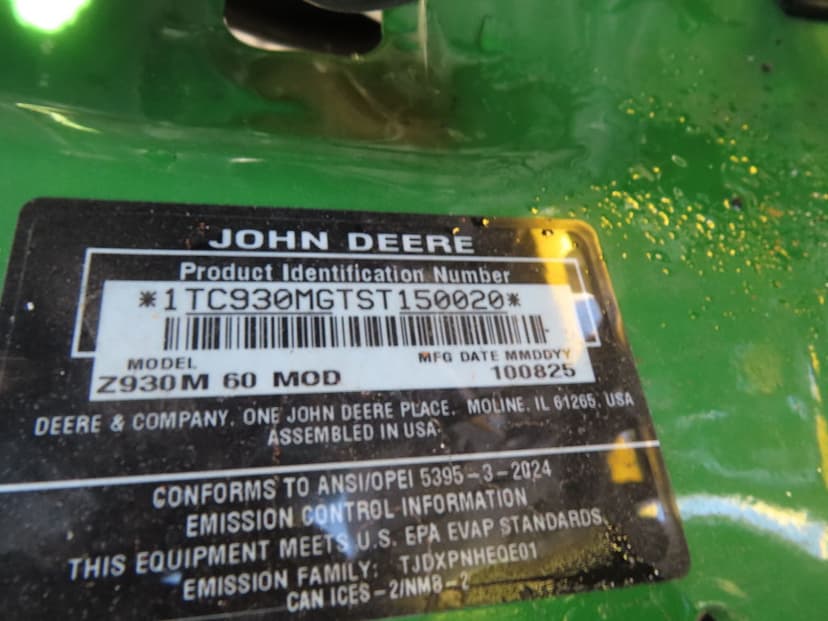 JOHN DEERE
Product Identification Number
*1TC930MGTST150020*
MODEL MFG DATE MMDDYY
Z930M 60 MOD 100825
DEERE & COMPANY, ONE JOHN DEERE PLACE, MOLINE, IL 61265, USA
ASSEMBLED IN USA.
CONFORMS TO ANSI/OPEI 5395-3-2024
EMISSION CONTROL INFORMATION
THIS EQUIPMENT MEETS U.S. EPA EVAP STANDARDS.
EMISSION FAMILY: TJDXPNHEQE01
CAN ICES-2/NMB-2